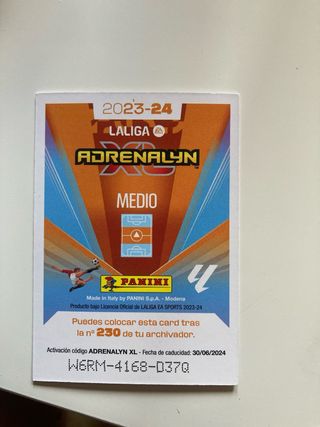 2023-24
LALIGA
ADRENALYN
XL
MEDIO
PANINI
Made in Italy by PANINI S.p.A. - Modena
Producto bajo Licencia Oficial de LALIGA EA SPORTS 2023-24
Puedes colocar esta card tras
la nº 230 de tu archivador.
Activación código ADRENALYN XL - Fecha de caducidad: 30/06/2024
W6RM-4168-D37Q